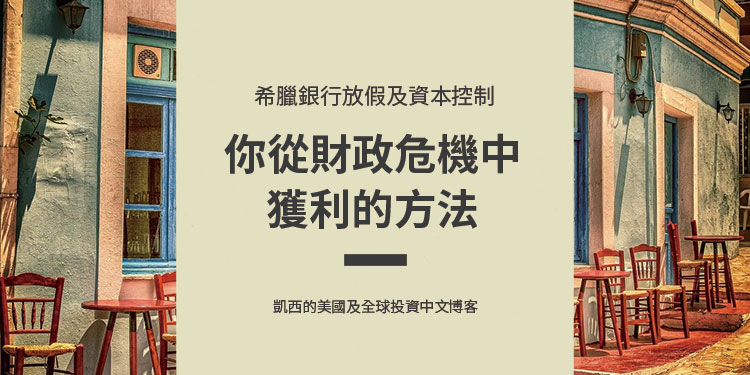 希臘銀行放假及資本控制
你從財政危機中
獲利的方法
凱西的美國及全球投資中文博客